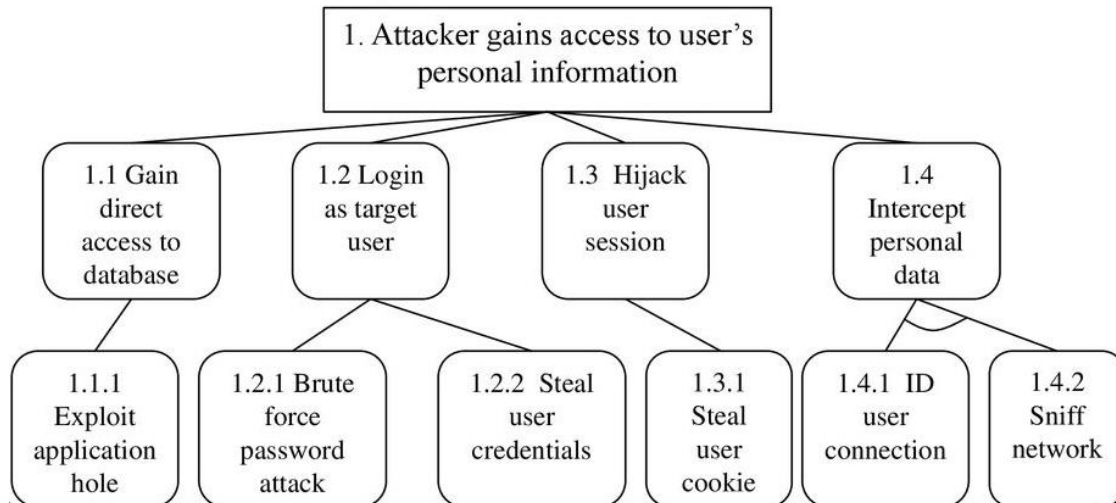 1. Attacker gains access to user’s
personal information
1.1 Gain
direct
access to
database
1.2 Login
as target
user
1.3 Hijack
user
session
1.4
Intercept
personal
data
1.1.1
Exploit
application
hole
1.2.1 Brute
force
password
attack
1.2.2 Steal
user
credentials
1.3.1
Steal
user
cookie
1.4.1 ID
user
connection
1.4.2
Sniff
network